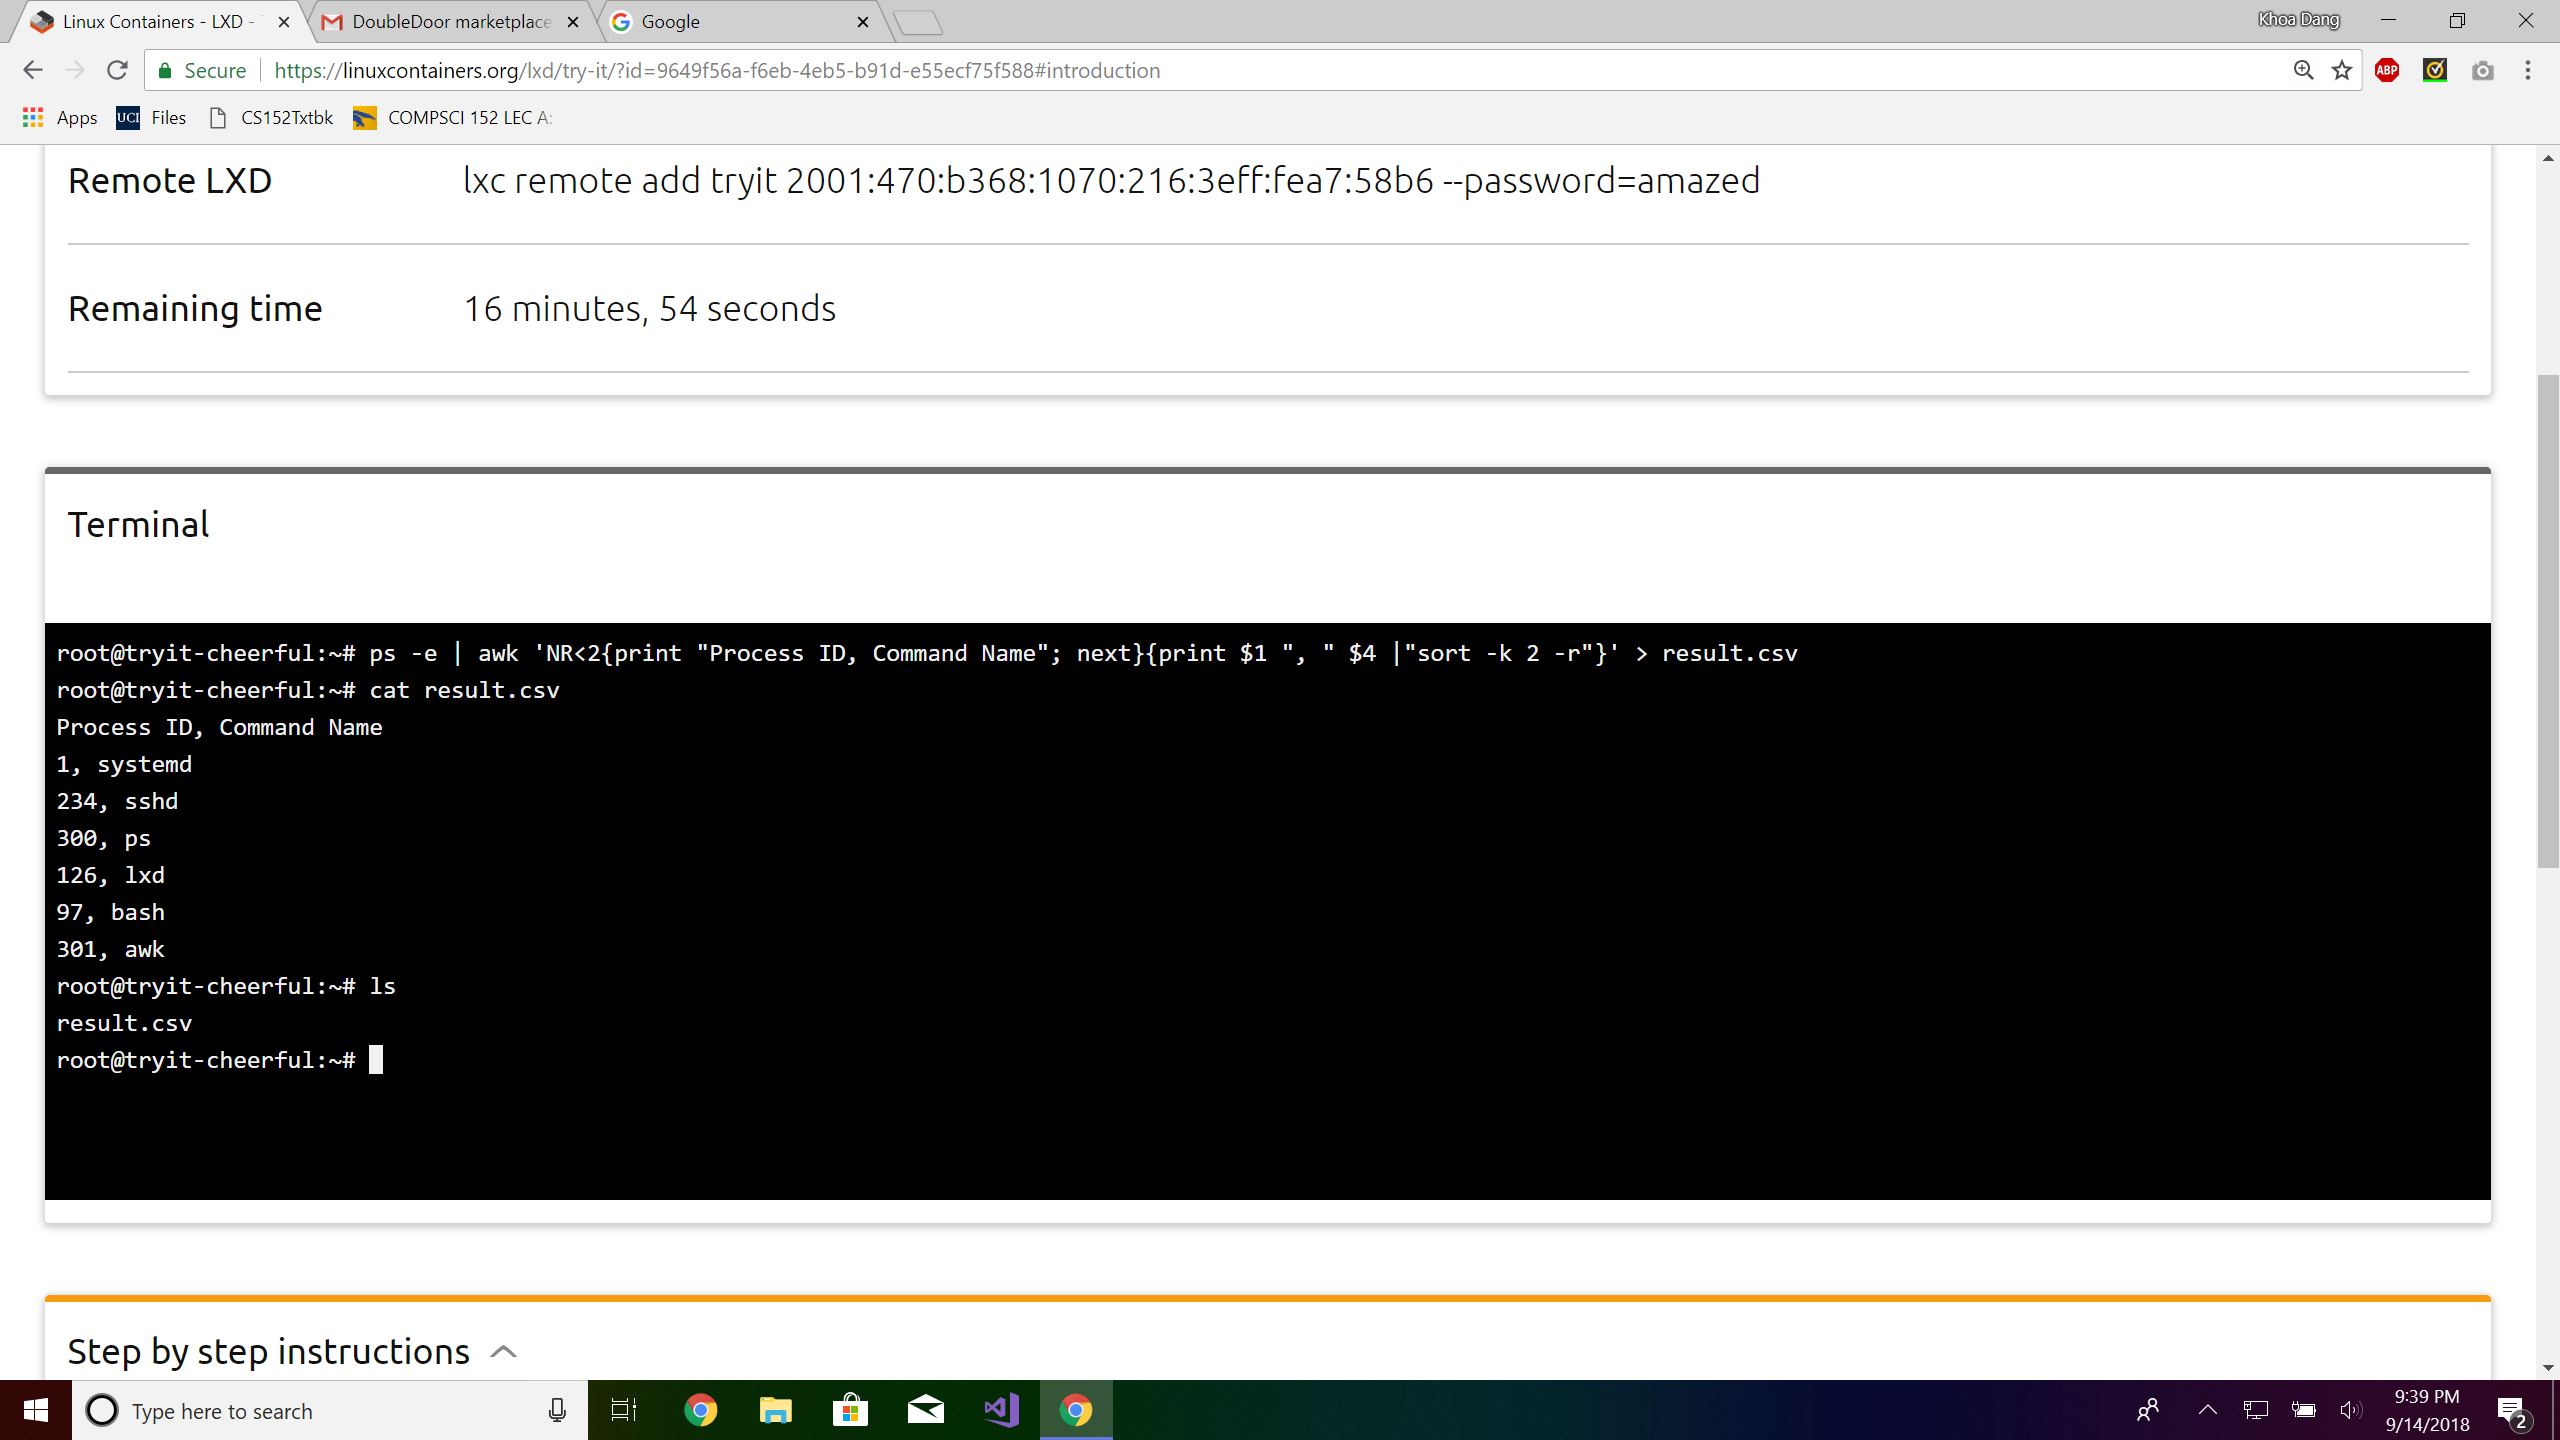 Linux Containers - LXD -
DoubleDoor marketplace
Google
Khoa Dang
Secure
https://linuxcontainers.org/lxd/try-it/?id=9649f56a-f6eb-4eb5-b91d-e55ecf75f588#introduction
ABP
Apps
UCI Files
CS152Txtbk
COMPSCI 152 LEC A:
Remote LXD lxc remote add tryit 2001:470:b368:1070:216:3eff:fea7:58b6 --password=amazed
Remaining time 16 minutes, 54 seconds
Terminal
root@tryit-cheerful:~# ps -e | awk 'NR<2{print "Process ID, Command Name"; next}{print $1 ", " $4 |"sort -k 2 -r"}' > result.csv
root@tryit-cheerful:~# cat result.csv
Process ID, Command Name
1, systemd
234, sshd
300, ps
126, lxd
97, bash
301, awk
root@tryit-cheerful:~# ls
result.csv
root@tryit-cheerful:~#
Step by step instructions
Type here to search
9:39 PM
9/14/2018
2